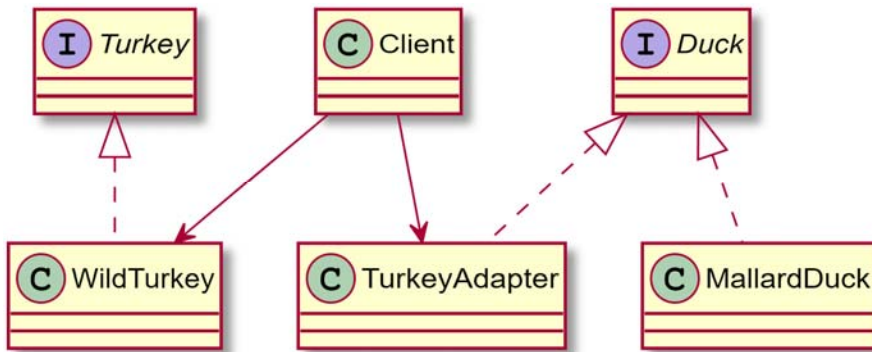 I Turkey
C Client
I Duck
C WildTurkey
C TurkeyAdapter
C MallardDuck